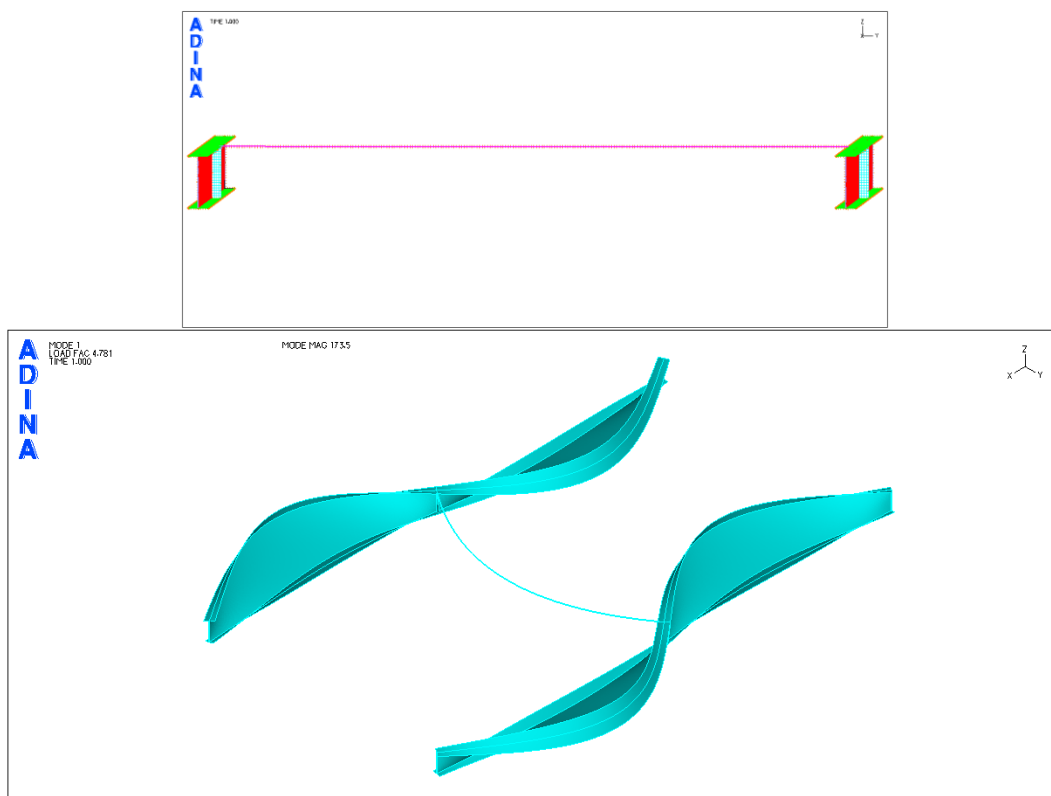 ADINA
TIME 1.000
Z
X Y
ADINA
MODE 1
LOAD FAC 4.781
TIME 1.000
MODE MAG 173.5
Z
X Y